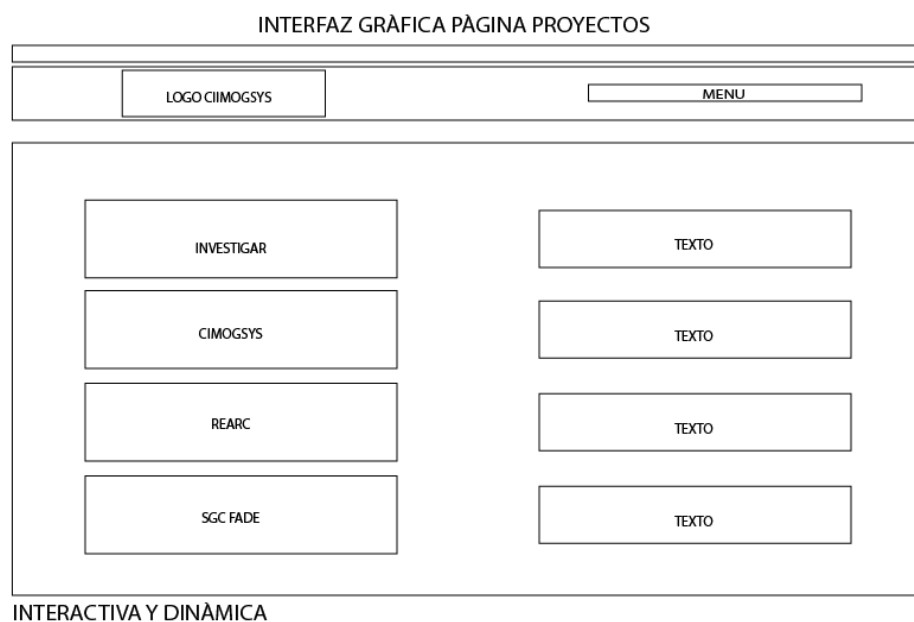 INTERFAZ GRÀFICA PÀGINA PROYECTOS
LOGO CIIMOGSYS
MENU
INVESTIGAR
TEXTO
CIMOGSYS
TEXTO
REARC
TEXTO
SGC FADE
TEXTO
INTERACTIVA Y DINÀMICA